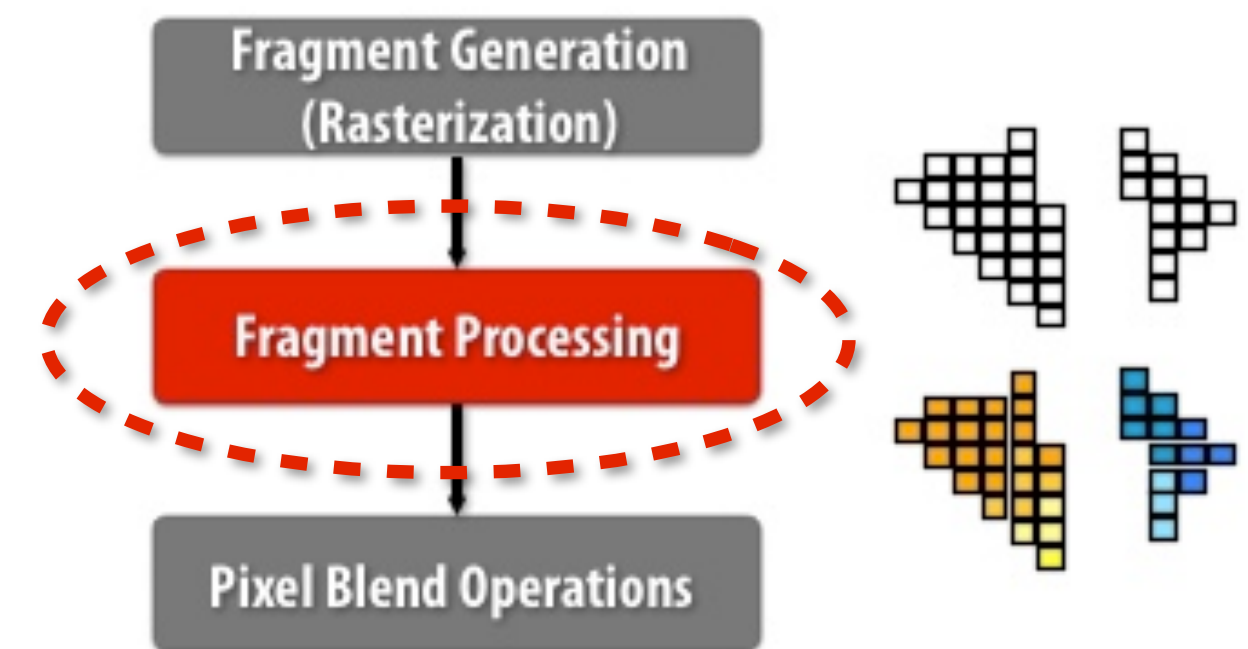 Fragment Generation
(Rasterization)
Fragment Processing
Pixel Blend Operations